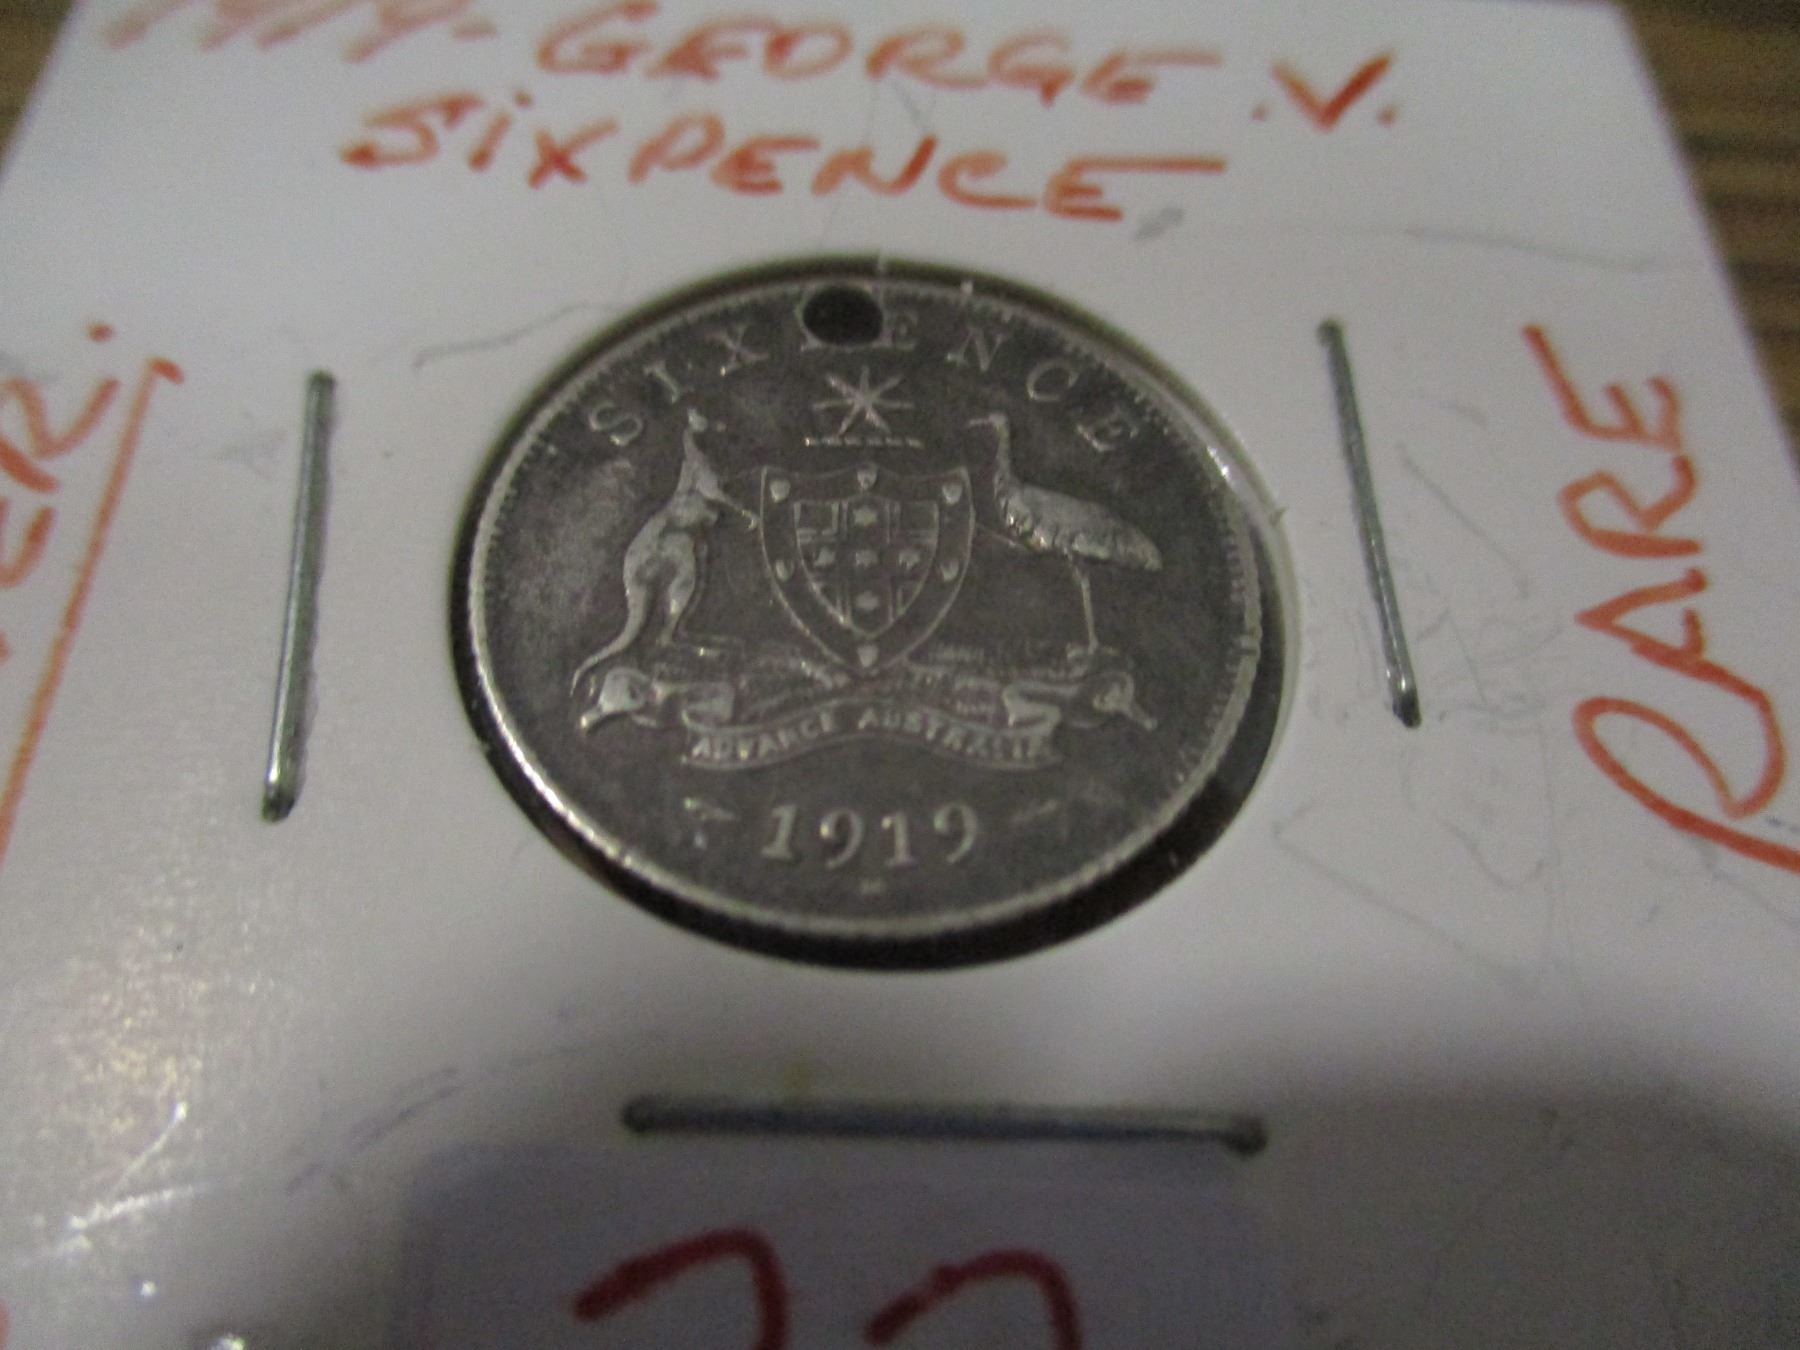 1919 - GEORGE .V.
SIXPENCE.
RARE
SIXPENCE
ADVANCE AUSTRALIA
1919
M